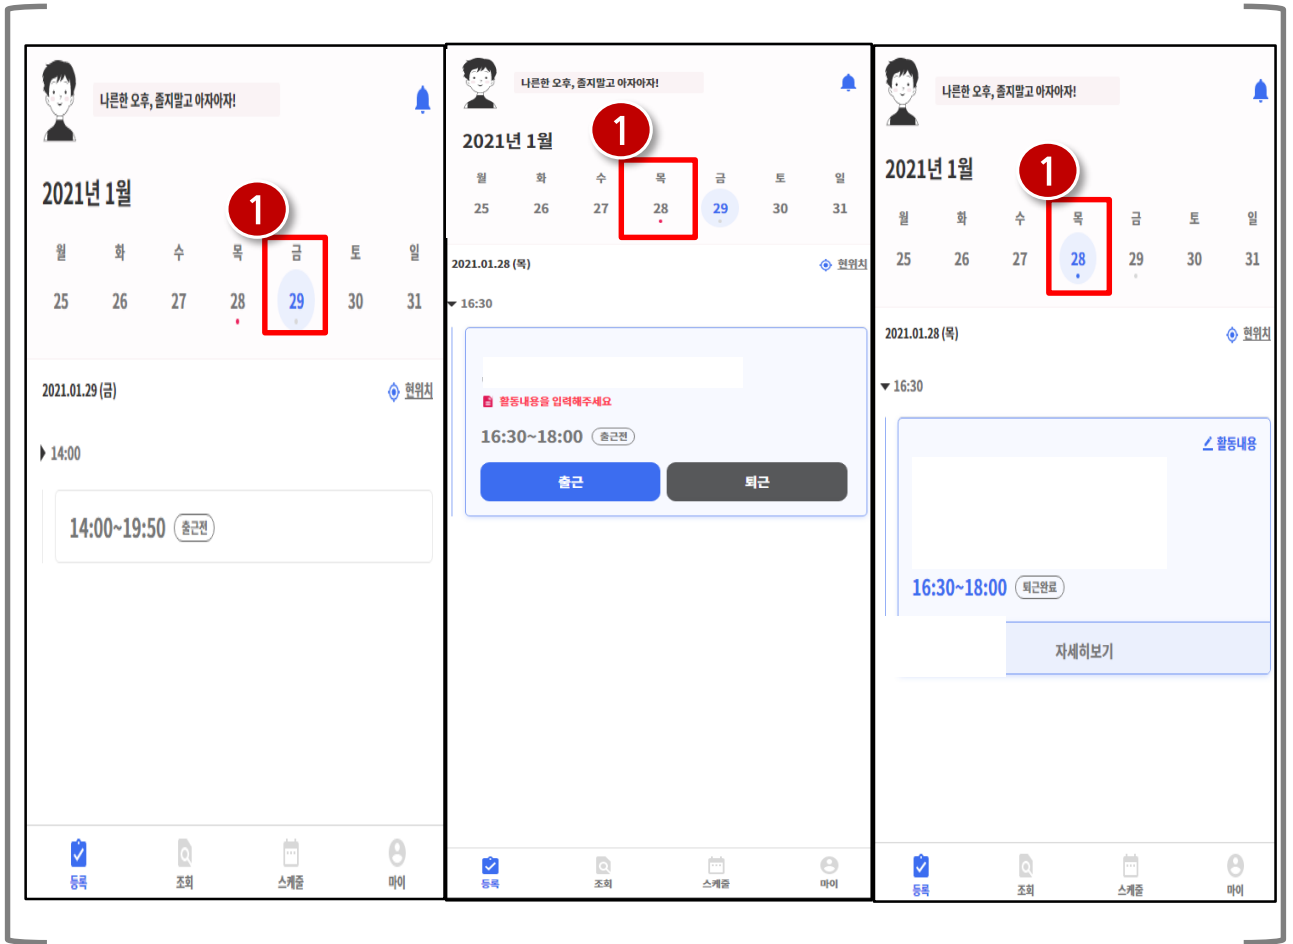 나른한 오후, 졸지말고 아자아자!
2021년 1월
1
월 화 수 목 금 토 일
25 26 27 28 29 30 31
2021.01.29 (금)
현위치
14:00
14:00~19:50 출근전
등록 조회 스케줄 마이
나른한 오후, 졸지말고 아자아자!
1
2021년 1월
월 화 수 목 금 토 일
25 26 27 28 29 30 31
2021.01.28 (목)
현위치
16:30
활동내용을 입력해주세요
16:30~18:00 출근전
출근 퇴근
등록 조회 스케줄 마이
나른한 오후, 졸지말고 아자아자!
2021년 1월
1
월 화 수 목 금 토 일
25 26 27 28 29 30 31
2021.01.28 (목)
현위치
16:30
활동내용
16:30~18:00 퇴근완료
자세히보기
등록 조회 스케줄 마이